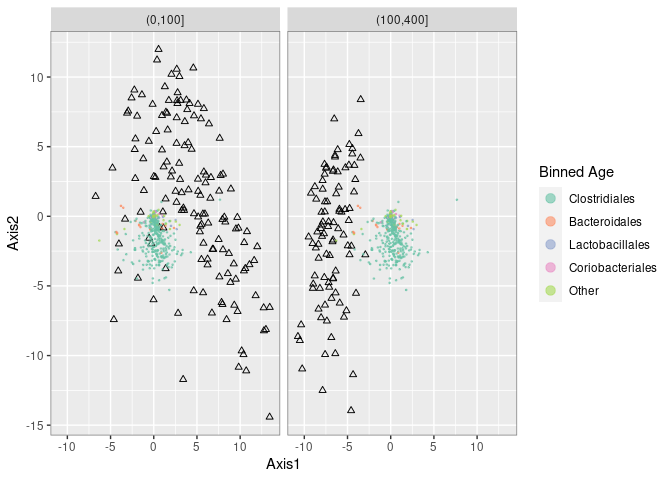 (0,100]
(100,400]
10
5
0
-5
-10
-15
Axis2
-10
-5
0
5
10
-10
-5
0
5
10
Axis1
Binned Age
Clostridiales
Bacteroidales
Lactobacillales
Coriobacteriales
Other